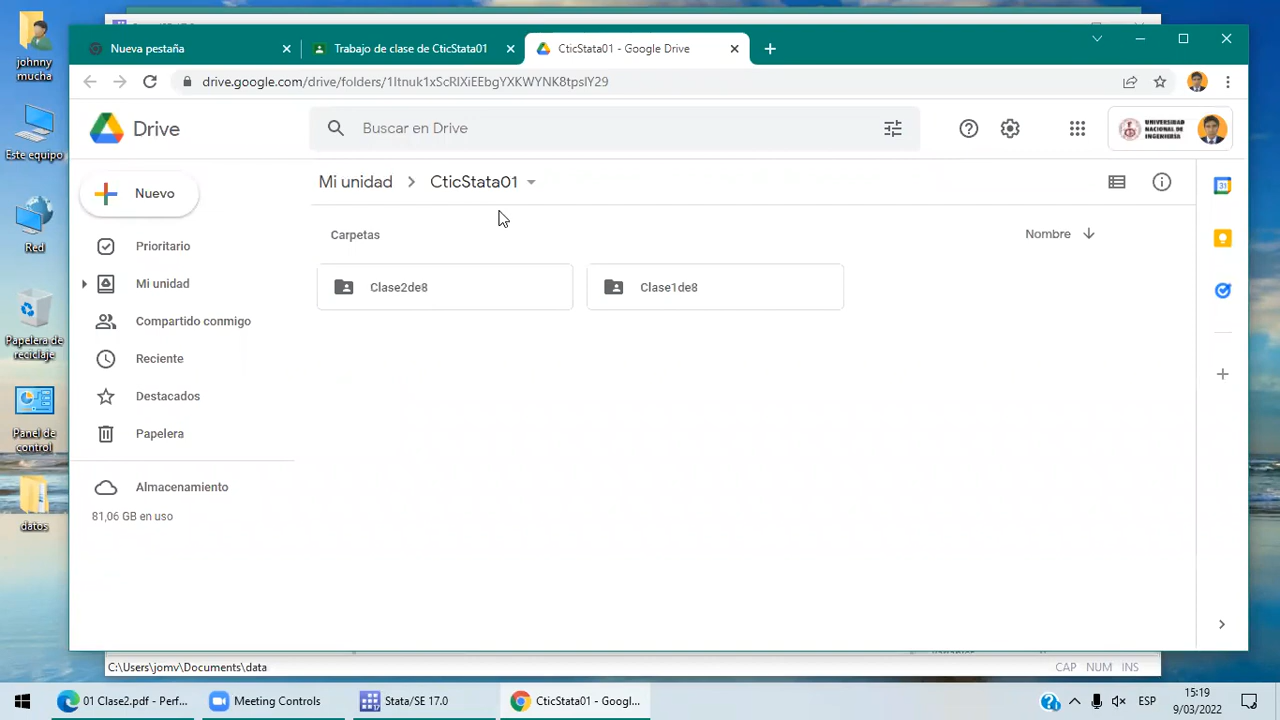 johnny mucha
Este equipo
Red
Papelera de reciclaje
Panel de control
datos
Nueva pestaña
Trabajo de clase de CticStata01
CticStata01 - Google Drive
drive.google.com/drive/folders/1Itnuk1xScRIXiEEbgYXKWYNK8tpsIY29
Drive
Buscar en Drive
UNIVERSIDAD
NACIONAL DE
INGENIERIA
Nuevo
Mi unidad
CticStata01
Prioritario
Mi unidad
Compartido conmigo
Reciente
Destacados
Papelera
Almacenamiento
81,06 GB en uso
Carpetas
Nombre
Clase2de8
Clase1de8
31
C:\Users\jomv\Documents\data
CAP NUM INS
01 Clase2.pdf - Perf...
Meeting Controls
Stata/SE 17.0
CticStata01 - Googl...
ESP
15:19
9/03/2022